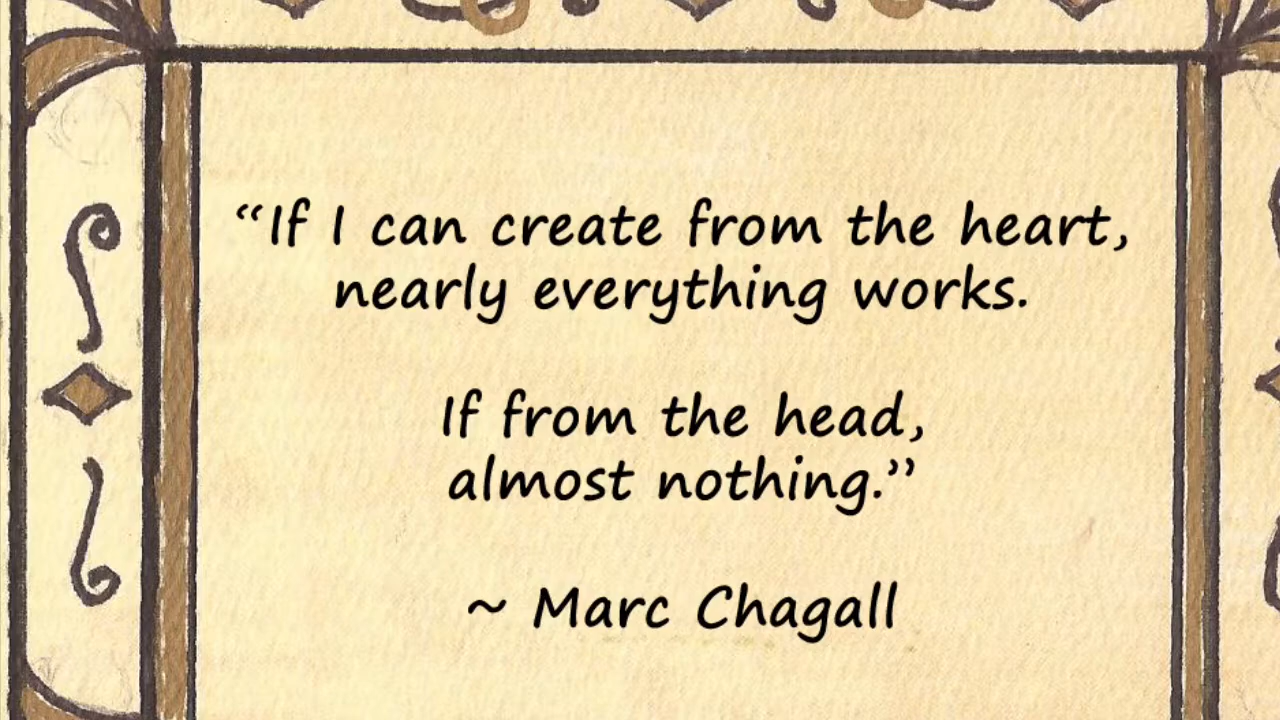 “If I can create from the heart,
nearly everything works.
If from the head,
almost nothing.”
~ Marc Chagall